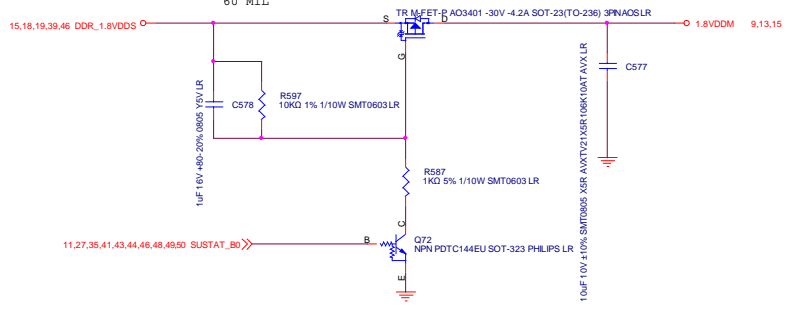 60 MIL
TR M-FET-P AO3401 -30V -4.2A SOT-23(TO-236) 3PINAOSLR
15,18,19,39,46 DDR_1.8VDDS
S
D
1.8VDDM 9,13,15
G
C577
10uF 10V ±10% SMT0805 X5R AVXTV21X5R106K10AT AVX LR
R597
10KΩ 1% 1/10W SMT0603 LR
C578
1uF 16V +80-20% 0805 Y5V LR
R587
1KΩ 5% 1/10W SMT0603 LR
C
11,27,35,41,43,44,46,48,49,50 SUSTAT_B0
B
Q72
NPN PDTC144EU SOT-323 PHILIPS LR
E